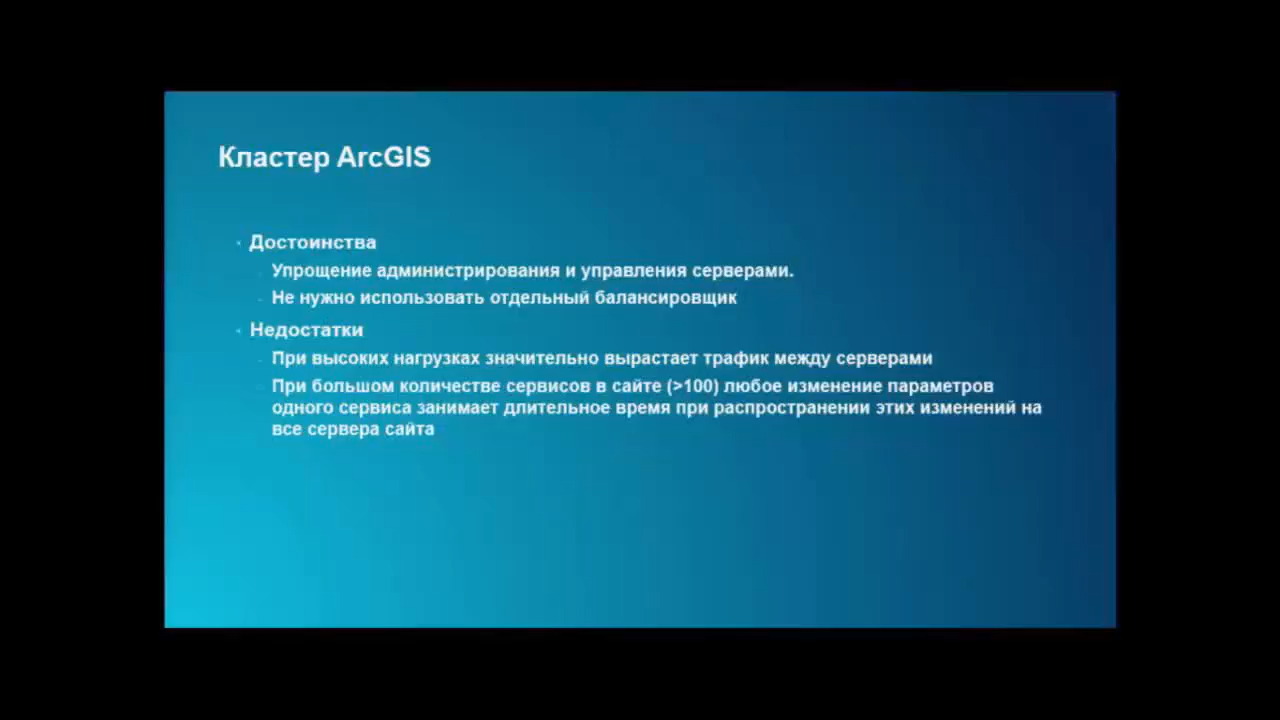 Кластер ArcGIS
Достоинства
Упрощение администрирования и управления серверами.
Не нужно использовать отдельный балансировщик
Недостатки
При высоких нагрузках значительно вырастает трафик между серверами
При большом количестве сервисов в сайте (>100) любое изменение параметров
одного сервиса занимает длительное время при распространении этих изменений на
все сервера сайта